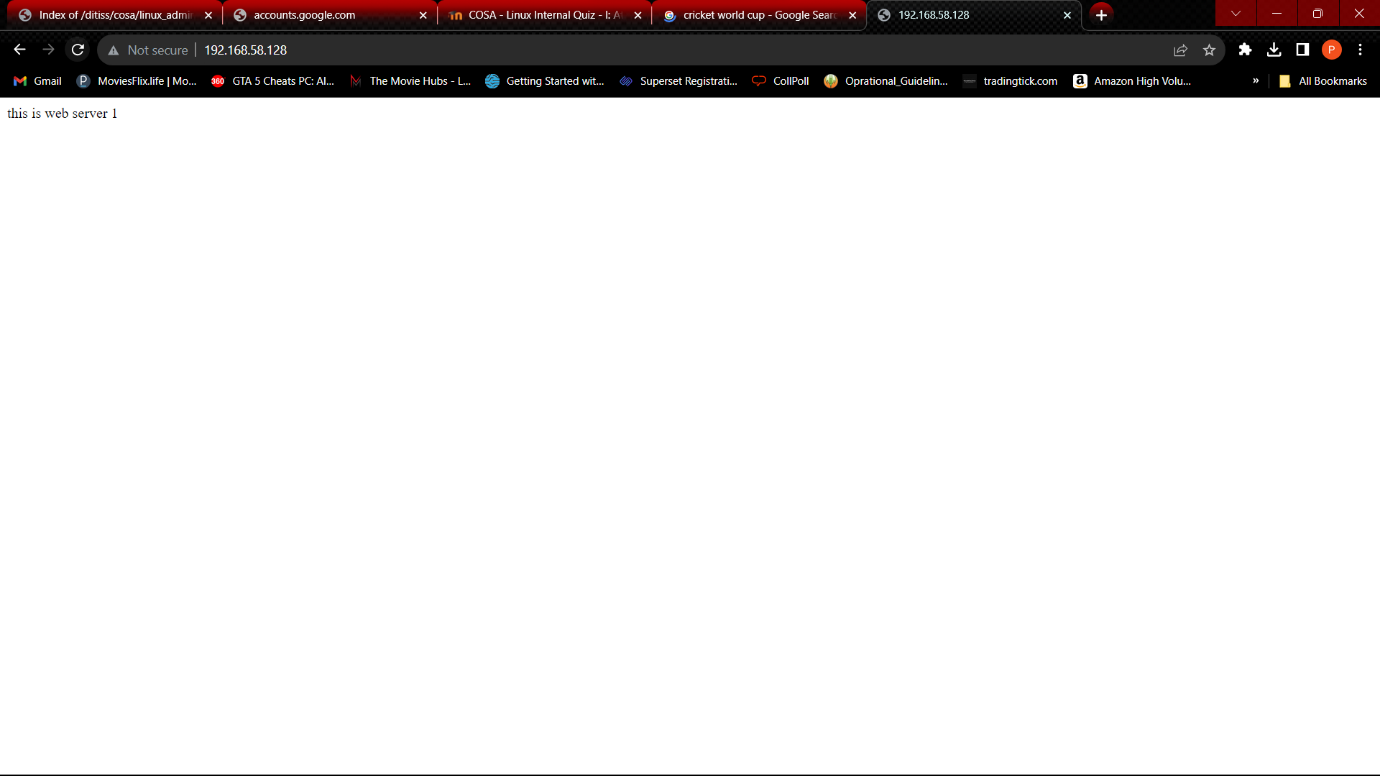 Index of /ditiss/cosa/linux_admi
accounts.google.com
COSA - Linux Internal Quiz - I: A
cricket world cup - Google Sear
192.168.58.128
Not secure
192.168.58.128
P
Gmail
MoviesFlix.life | Mo...
GTA 5 Cheats PC: Al...
The Movie Hubs - L...
Getting Started wit...
Superset Registrati...
CollPoll
Oprational_Guidelin...
tradingtick.com
Amazon High Volu...
»
All Bookmarks
this is web server 1